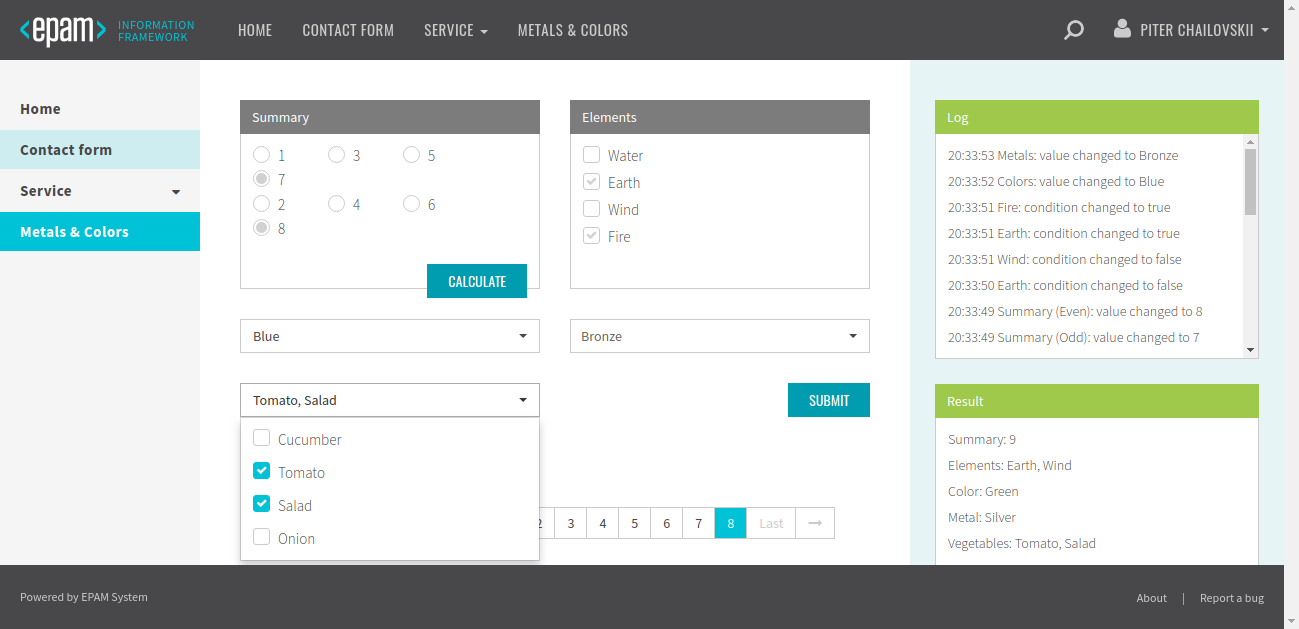 <epam> INFORMATION
FRAMEWORK
HOME CONTACT FORM SERVICE METALS & COLORS
PITER CHAILOVSKII
Home
Contact form
Service
Metals & Colors
Summary
1 3 5
7
2 4 6
8
CALCULATE
Elements
Water
Earth
Wind
Fire
Blue
Bronze
Tomato, Salad
SUBMIT
Cucumber
Tomato
Salad
Onion
2 3 4 5 6 7 8 Last →
Log
20:33:53 Metals: value changed to Bronze
20:33:52 Colors: value changed to Blue
20:33:51 Fire: condition changed to true
20:33:51 Earth: condition changed to true
20:33:51 Wind: condition changed to false
20:33:50 Earth: condition changed to false
20:33:49 Summary (Even): value changed to 8
20:33:49 Summary (Odd): value changed to 7
Result
Summary: 9
Elements: Earth, Wind
Color: Green
Metal: Silver
Vegetables: Tomato, Salad
Powered by EPAM System
About | Report a bug